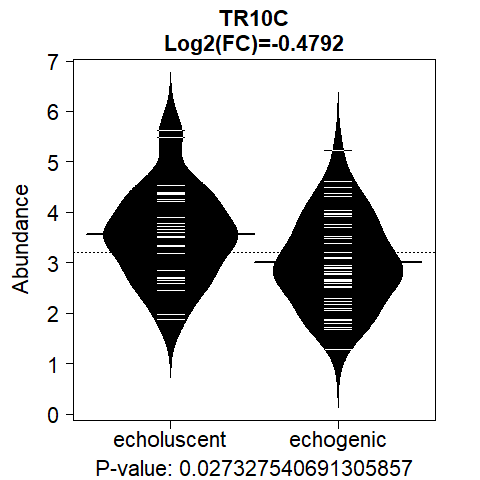 TR10C
Log2(FC)=-0.4792
7
6
5
4
3
2
1
0
Abundance
echoluscent echogenic
P-value: 0.027327540691305857